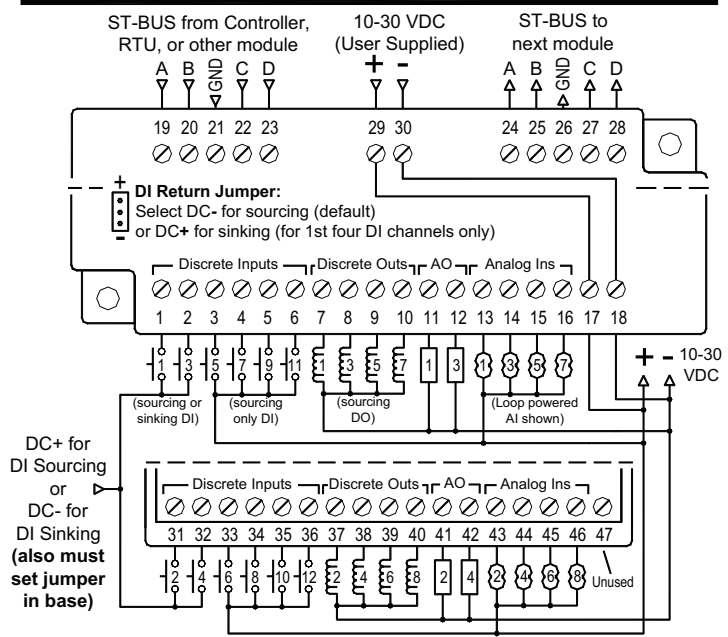 ST-BUS from Controller,
RTU, or other module
10-30 VDC
(User Supplied)
ST-BUS to
next module
A B GND C D
+ -
A B GND C D
19 20 21 22 23
29 30
24 25 26 27 28
+
-
DI Return Jumper:
Select DC- for sourcing (default)
or DC+ for sinking (for 1st four DI channels only)
Discrete Inputs
Discrete Outs
AO
Analog Ins
1 2 3 4 5 6 7 8 9 10 11 12 13 14 15 16 17 18
1 3 5 7 9 11 1 3 5 7 1 3 1 3 5 7
+ - 10-30
VDC
(sourcing or
sinking DI)
(sourcing
only DI)
(sourcing
DO)
(Loop powered
AI shown)
DC+ for
DI Sourcing
or
DC- for
DI Sinking
(also must
set jumper
in base)
Discrete Inputs
Discrete Outs
AO
Analog Ins
31 32 33 34 35 36 37 38 39 40 41 42 43 44 45 46 47
2 4 6 8 10 12 2 4 6 8 2 4 2 4 6 8
Unused